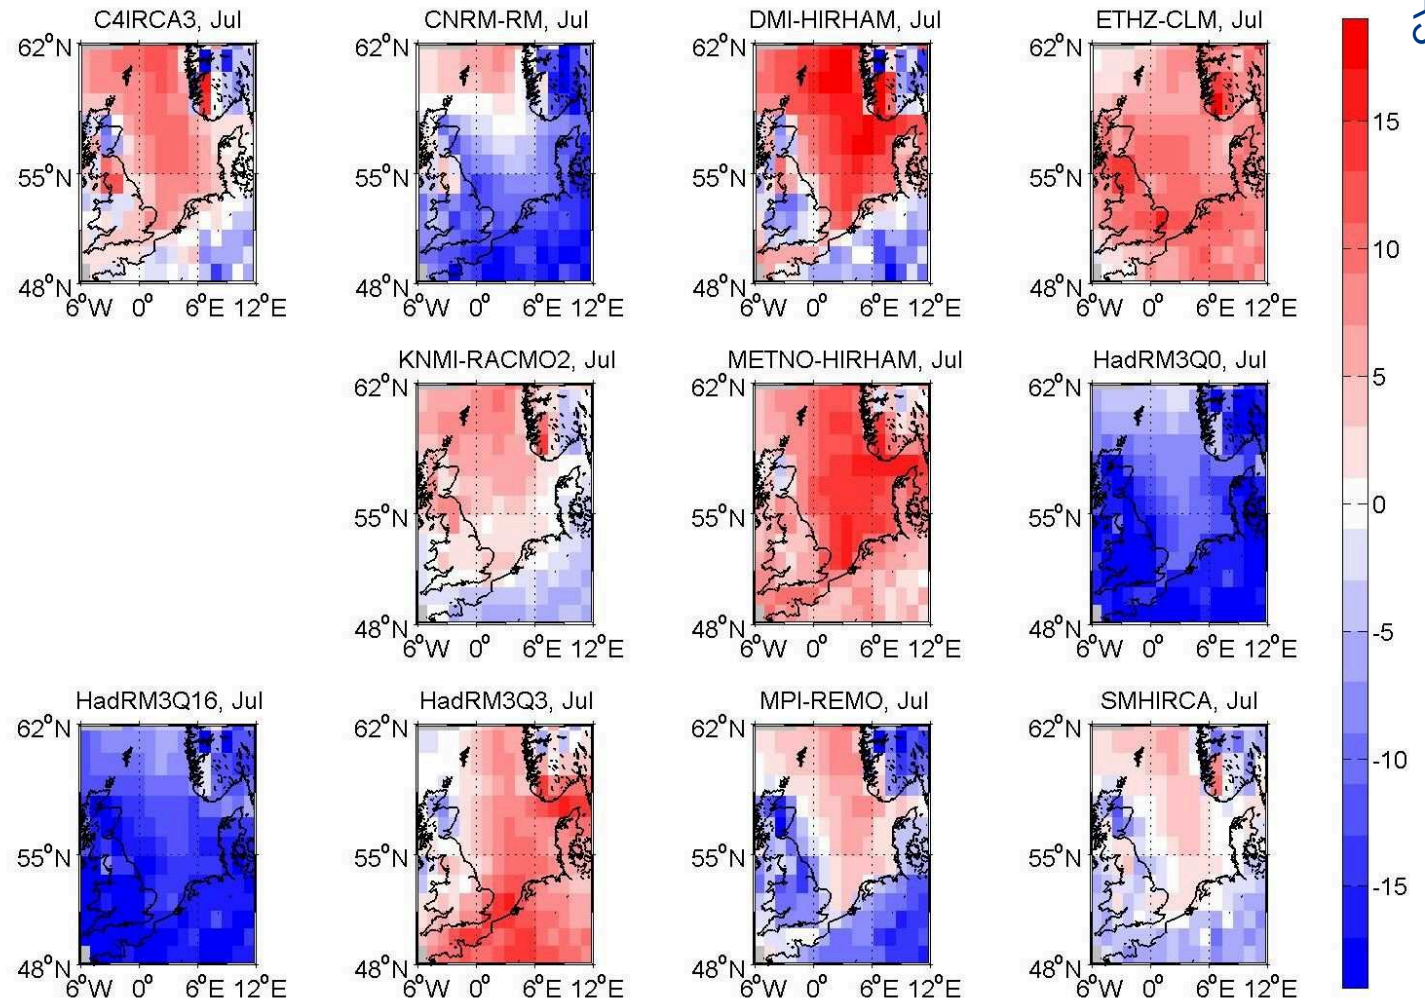 C4IRCA3, Jul CNRM-RM, Jul DMI-HIRHAM, Jul ETHZ-CLM, Jul
62°N 62°N 62°N 62°N
55°N 55°N 55°N 55°N
48°N 48°N 48°N 48°N
6°W 0° 6°E 12°E 6°W 0° 6°E 12°E 6°W 0° 6°E 12°E 6°W 0° 6°E 12°E
KNMI-RACMO2, Jul METNO-HIRHAM, Jul HadRM3Q0, Jul
62°N 62°N 62°N
55°N 55°N 55°N
48°N 48°N 48°N
6°W 0° 6°E 12°E 6°W 0° 6°E 12°E 6°W 0° 6°E 12°E
HadRM3Q16, Jul HadRM3Q3, Jul MPI-REMO, Jul SMHIRCA, Jul
62°N 62°N 62°N 62°N
55°N 55°N 55°N 55°N
48°N 48°N 48°N 48°N
6°W 0° 6°E 12°E 6°W 0° 6°E 12°E 6°W 0° 6°E 12°E 6°W 0° 6°E 12°E
15
10
5
0
-5
-10
-15